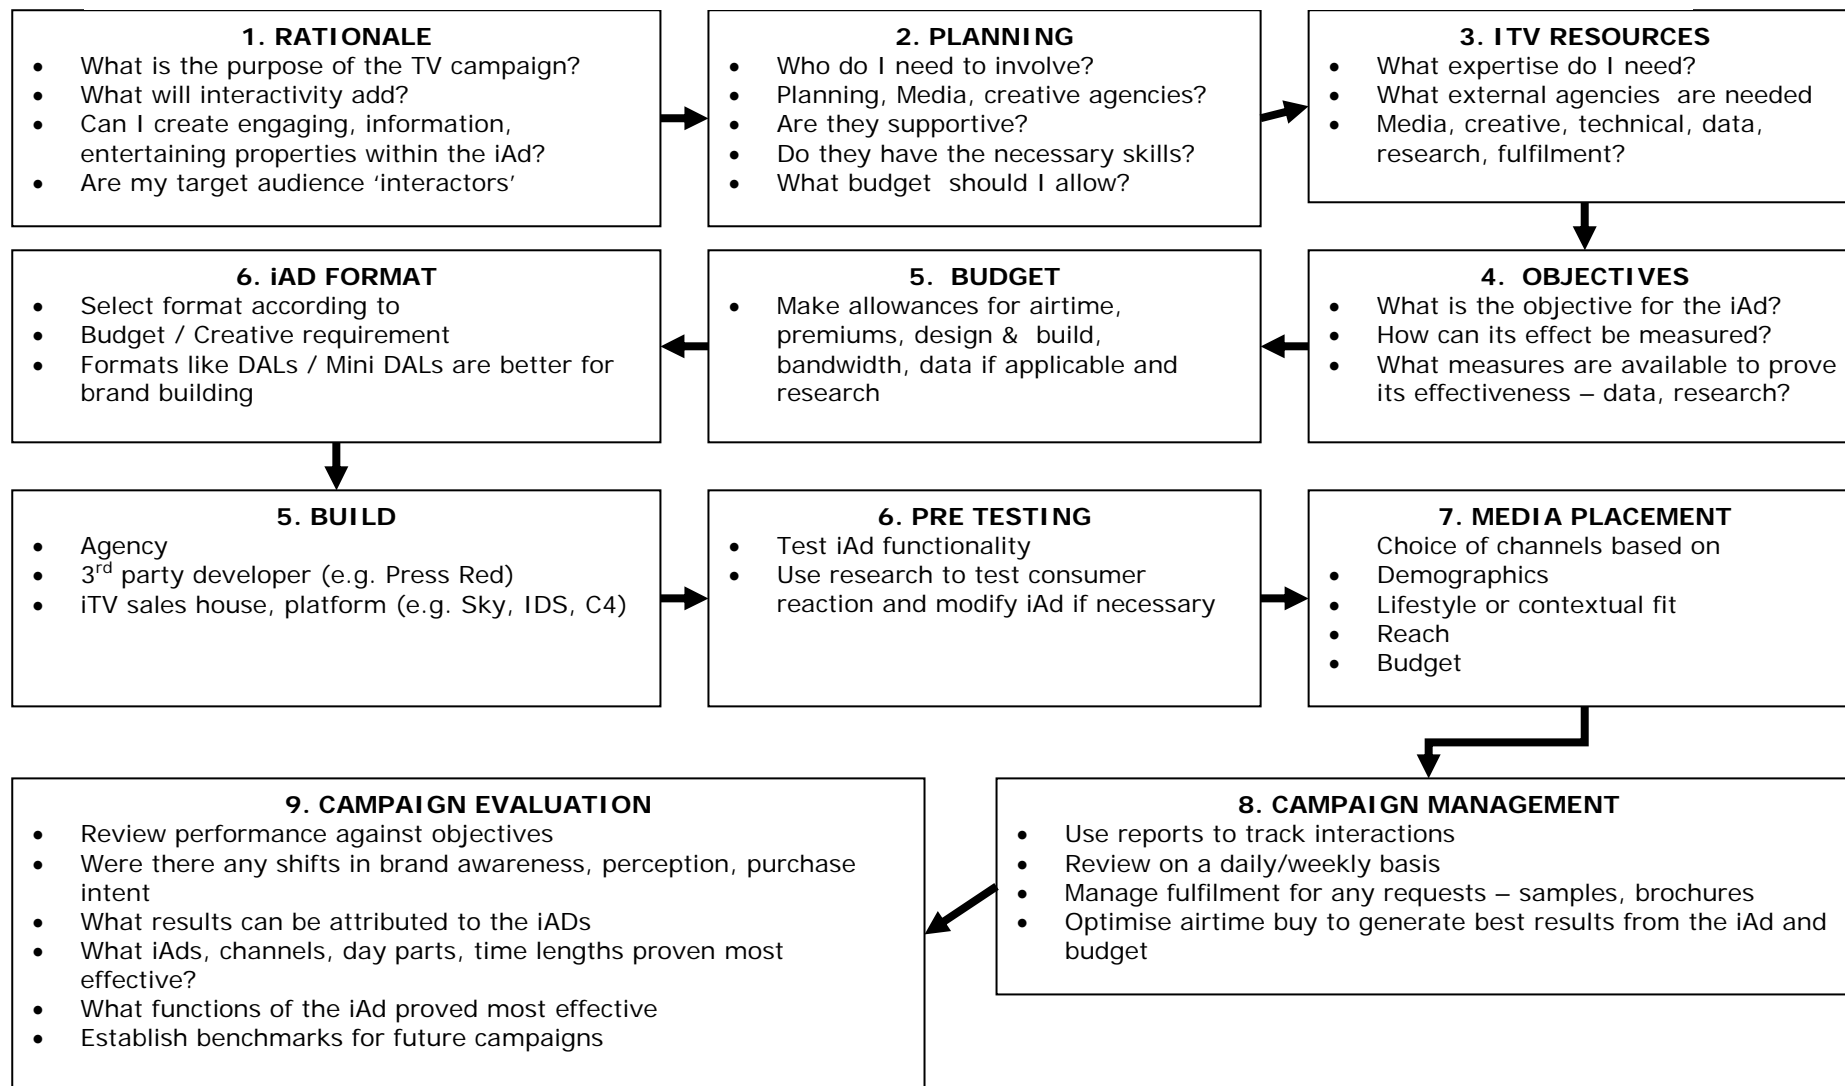 1. RATIONALE
• What is the purpose of the TV campaign?
• What will interactivity add?
• Can I create engaging, information,
entertaining properties within the iAd?
• Are my target audience ‘interactors’
2. PLANNING
• Who do I need to involve?
• Planning, Media, creative agencies?
• Are they supportive?
• Do they have the necessary skills?
• What budget should I allow?
3. ITV RESOURCES
• What expertise do I need?
• What external agencies are needed
• Media, creative, technical, data,
research, fulfilment?
4. OBJECTIVES
• What is the objective for the iAd?
• How can its effect be measured?
• What measures are available to prove
its effectiveness – data, research?
5. BUDGET
• Make allowances for airtime,
premiums, design & build,
bandwidth, data if applicable and
research
6. iAD FORMAT
• Select format according to
• Budget / Creative requirement
• Formats like DALs / Mini DALs are better for
brand building
5. BUILD
• Agency
• 3rd party developer (e.g. Press Red)
• iTV sales house, platform (e.g. Sky, IDS, C4)
6. PRE TESTING
• Test iAd functionality
• Use research to test consumer
reaction and modify iAd if necessary
7. MEDIA PLACEMENT
Choice of channels based on
• Demographics
• Lifestyle or contextual fit
• Reach
• Budget
8. CAMPAIGN MANAGEMENT
• Use reports to track interactions
• Review on a daily/weekly basis
• Manage fulfilment for any requests – samples, brochures
• Optimise airtime buy to generate best results from the iAd and
budget
9. CAMPAIGN EVALUATION
• Review performance against objectives
• Were there any shifts in brand awareness, perception, purchase
intent
• What results can be attributed to the iADs
• What iAds, channels, day parts, time lengths proven most
effective?
• What functions of the iAd proved most effective
• Establish benchmarks for future campaigns